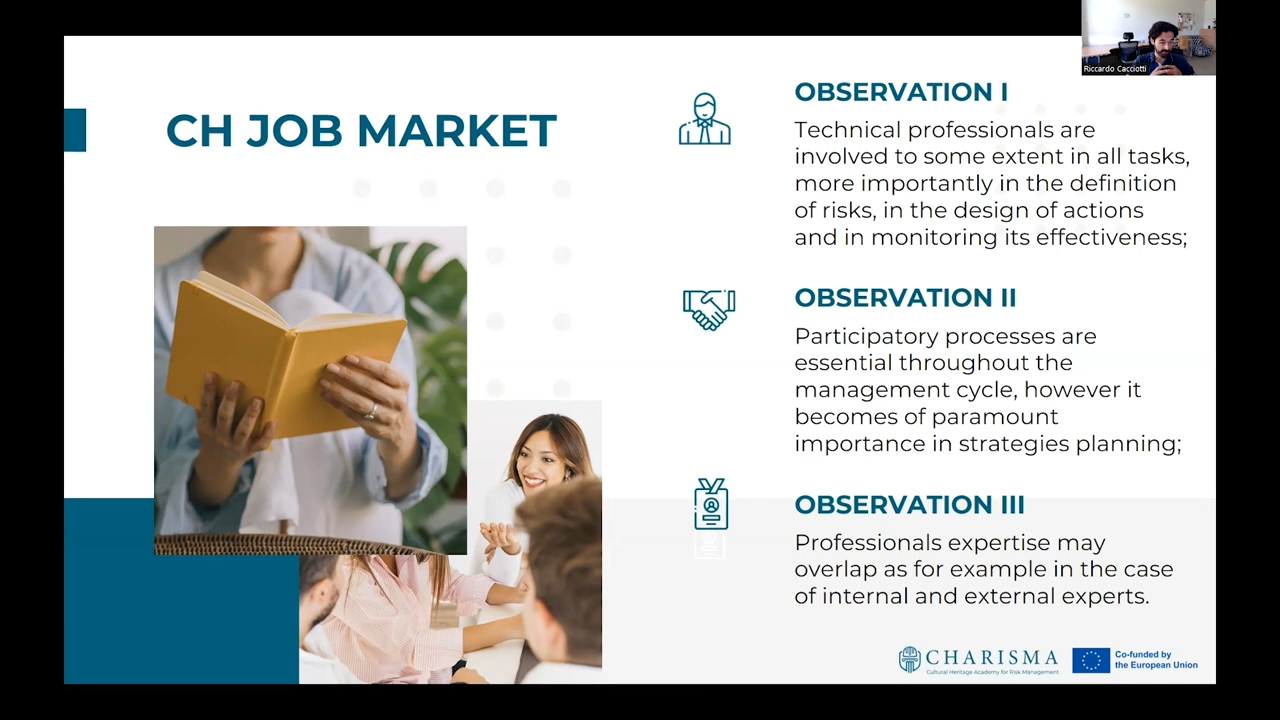 Riccardo Cacciotti
CH JOB MARKET
OBSERVATION I
Technical professionals are
involved to some extent in all tasks,
more importantly in the definition
of risks, in the design of actions
and in monitoring its effectiveness;
OBSERVATION II
Participatory processes are
essential throughout the
management cycle, however it
becomes of paramount
importance in strategies planning;
OBSERVATION III
Professionals expertise may
overlap as for example in the case
of internal and external experts.
CHARISMA
Cultural Heritage Academy for Risk Management
Co-funded by
the European Union